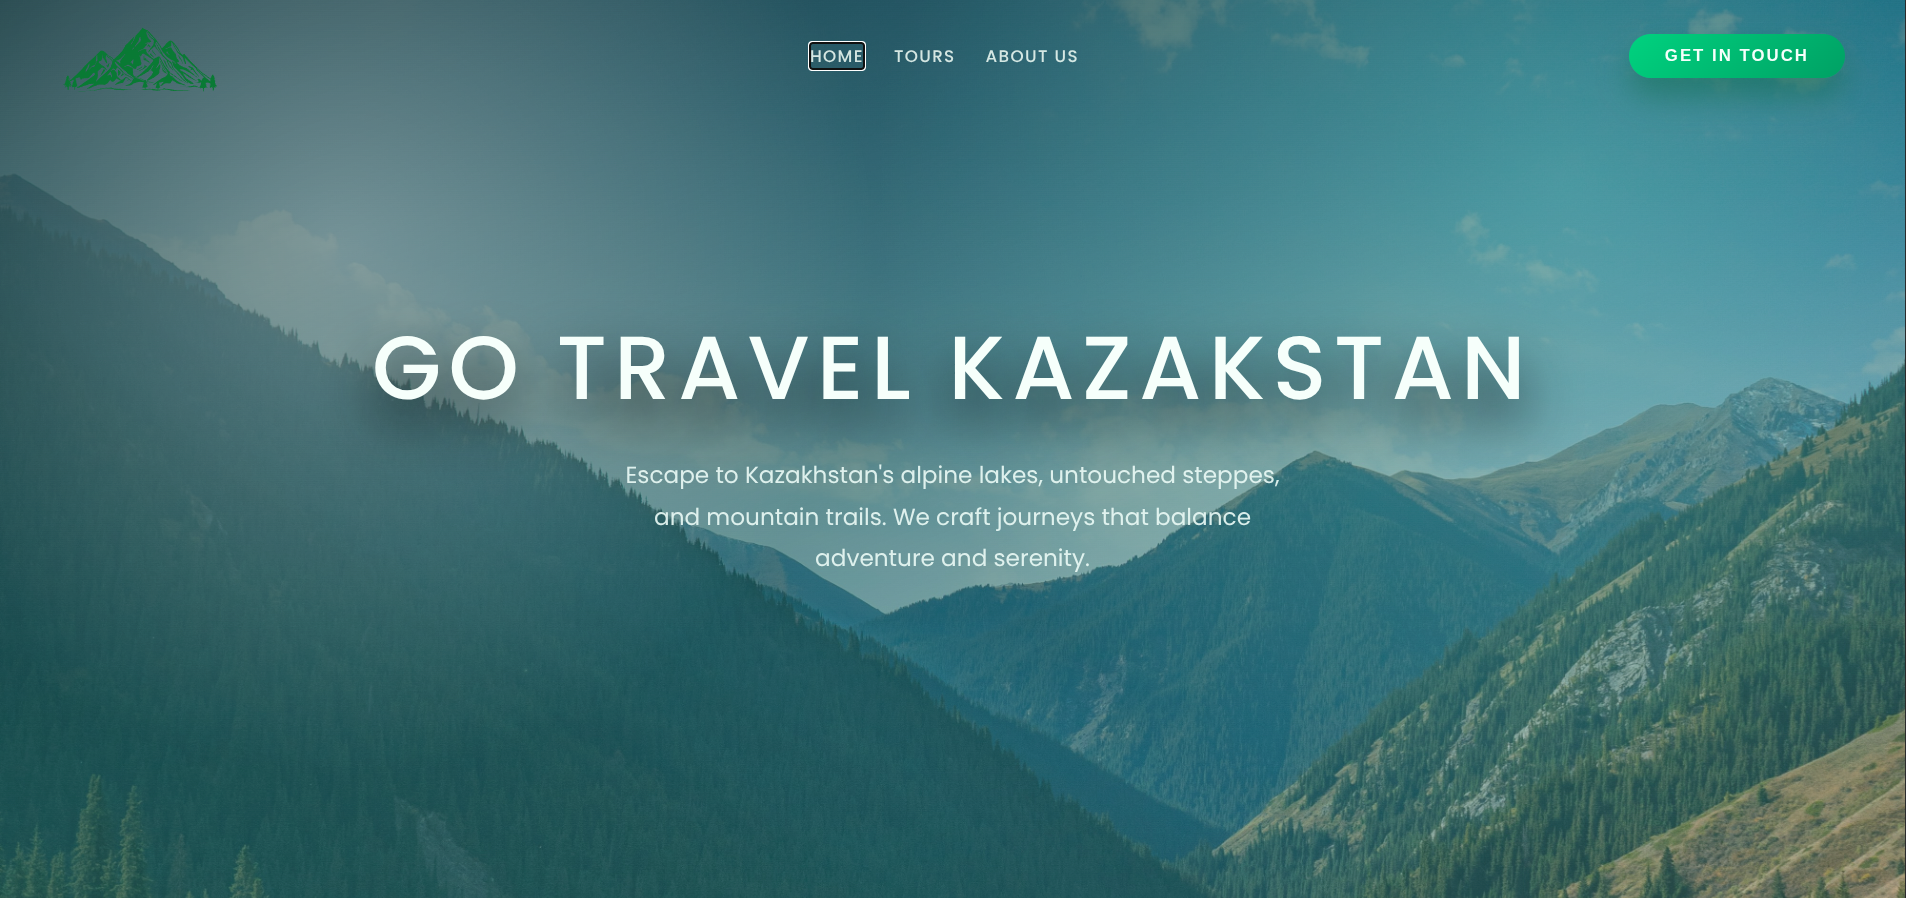 HOME TOURS ABOUT US GET IN TOUCH
GO TRAVEL KAZAKSTAN
Escape to Kazakhstan's alpine lakes, untouched steppes,
and mountain trails. We craft journeys that balance
adventure and serenity.